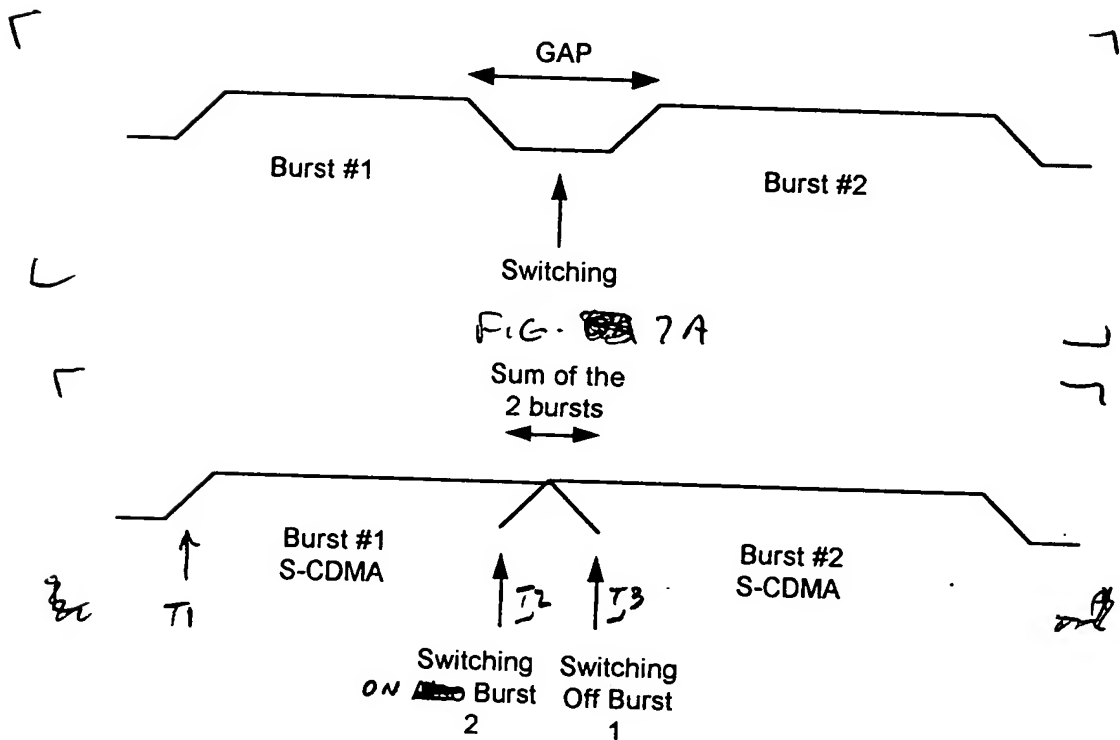 GAP
Burst #1
Burst #2
Switching
FIG. 7A
Sum of the
2 bursts
Burst #1
S-CDMA
Burst #2
S-CDMA
T1
T2
T3
Switching
ON Burst
2
Switching
Off Burst
1